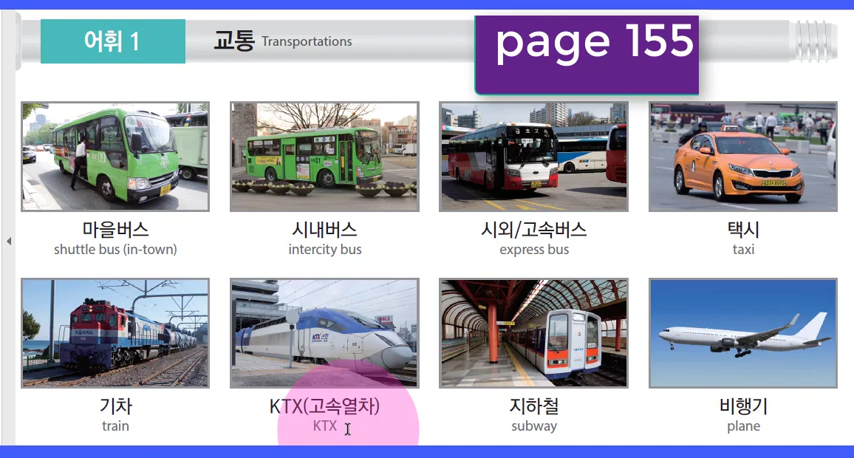 어휘 1
교통 Transportations
page 155
마을버스
shuttle bus (in-town)
시내버스
intercity bus
시외/고속버스
express bus
택시
taxi
기차
train
KTX
KTX(고속열차)
KTX
지하철
subway
비행기
plane